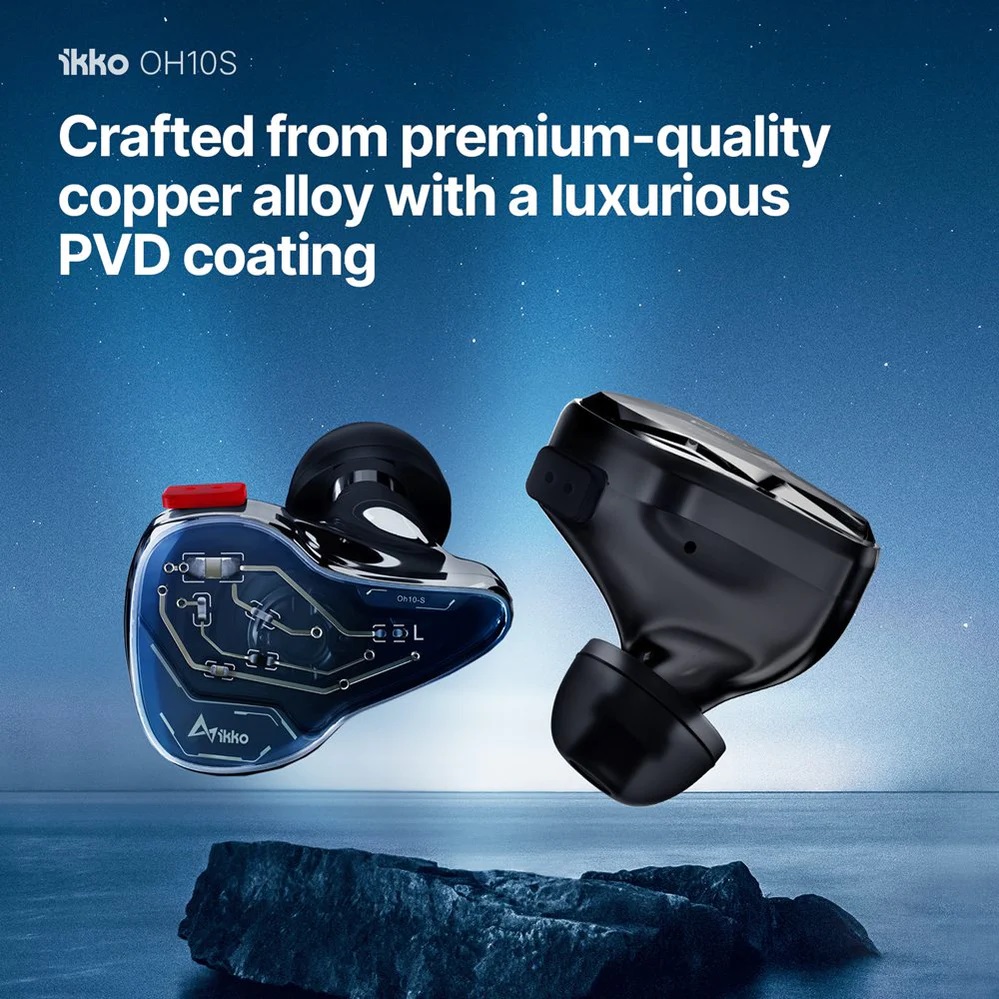 ikko OH10S
Crafted from premium-quality
copper alloy with a luxurious
PVD coating
Oh10-S
L
ikko